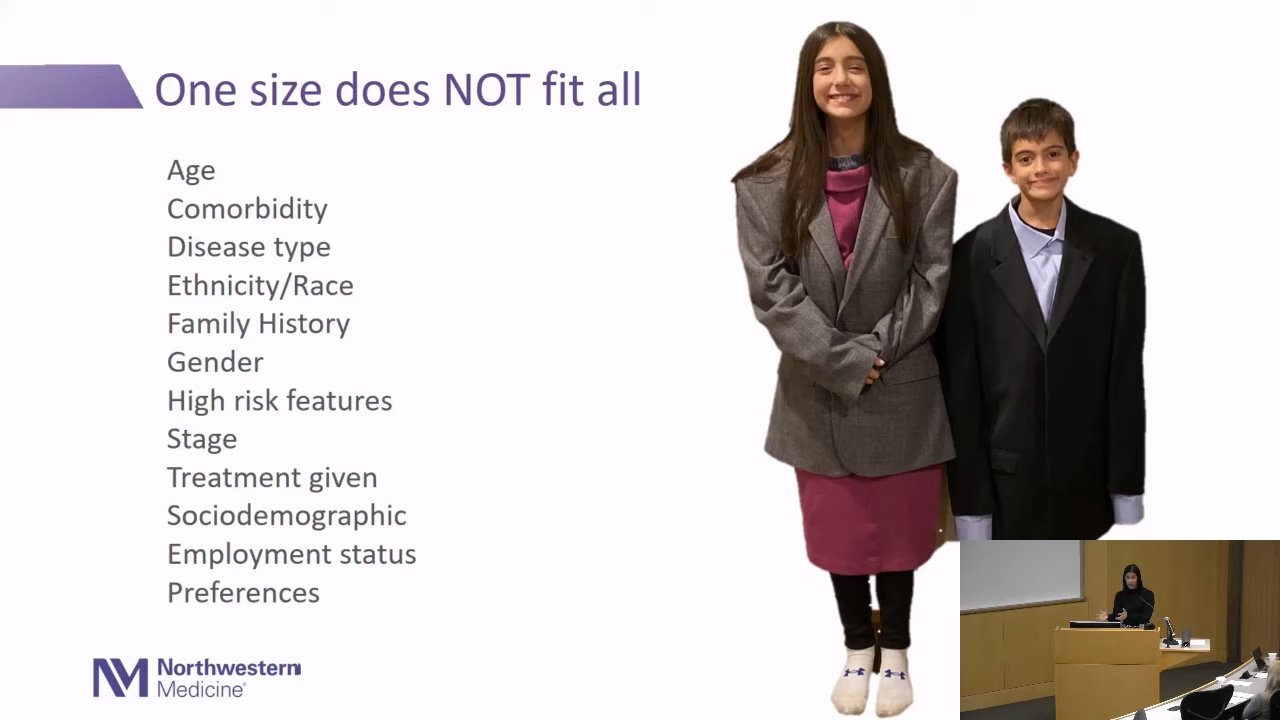 One size does NOT fit all
Age
Comorbidity
Disease type
Ethnicity/Race
Family History
Gender
High risk features
Stage
Treatment given
Sociodemographic
Employment status
Preferences
NM Northwestern
Medicine®